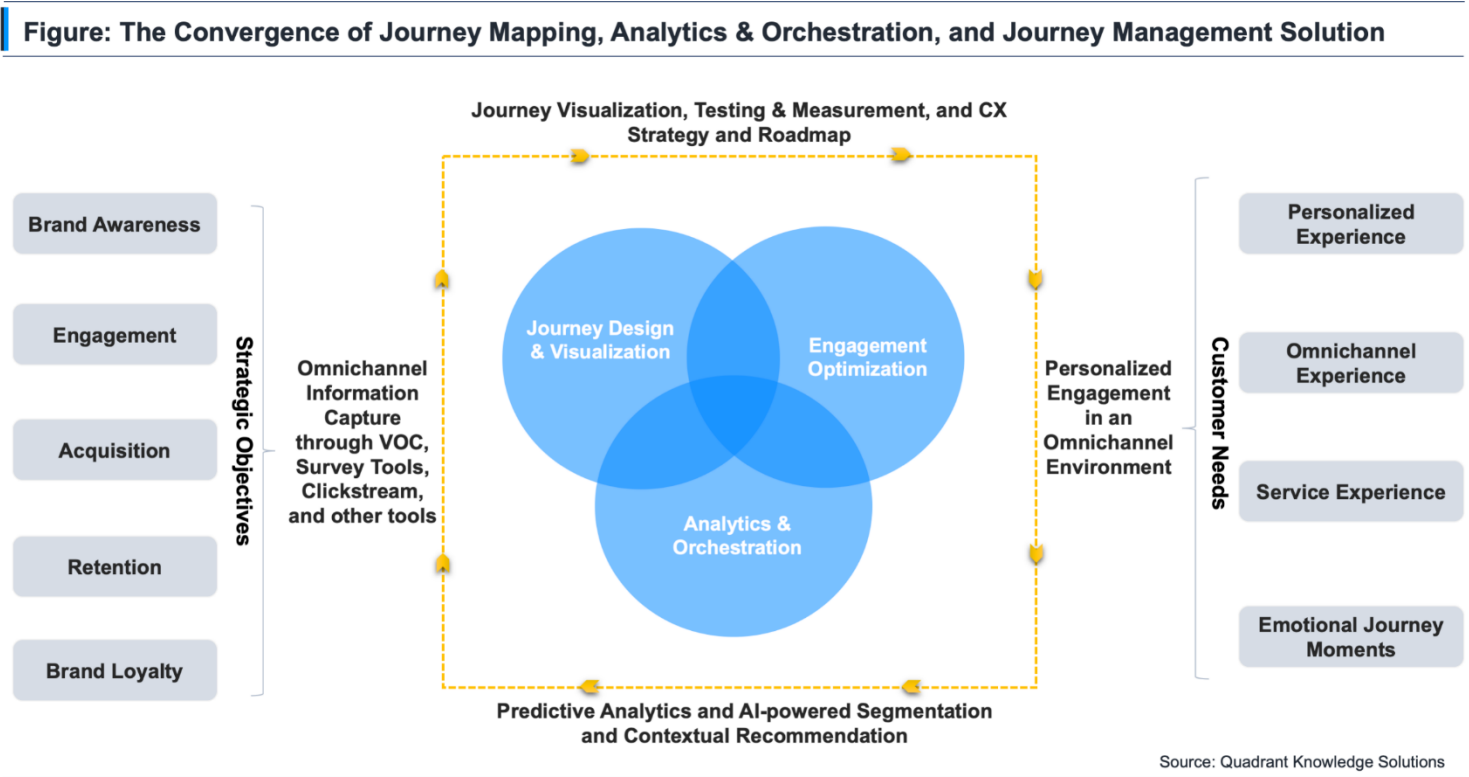 Figure: The Convergence of Journey Mapping, Analytics & Orchestration, and Journey Management Solution
Journey Visualization, Testing & Measurement, and CX
Strategy and Roadmap
Brand Awareness
Engagement
Acquisition
Retention
Brand Loyalty
Strategic Objectives
Omnichannel
Information
Capture
through VOC,
Survey Tools,
Clickstream,
and other tools
Journey Design
& Visualization
Engagement
Optimization
Analytics &
Orchestration
Personalized
Engagement
in an
Omnichannel
Environment
Customer Needs
Personalized
Experience
Omnichannel
Experience
Service Experience
Emotional Journey
Moments
Predictive Analytics and AI-powered Segmentation
and Contextual Recommendation
Source: Quadrant Knowledge Solutions